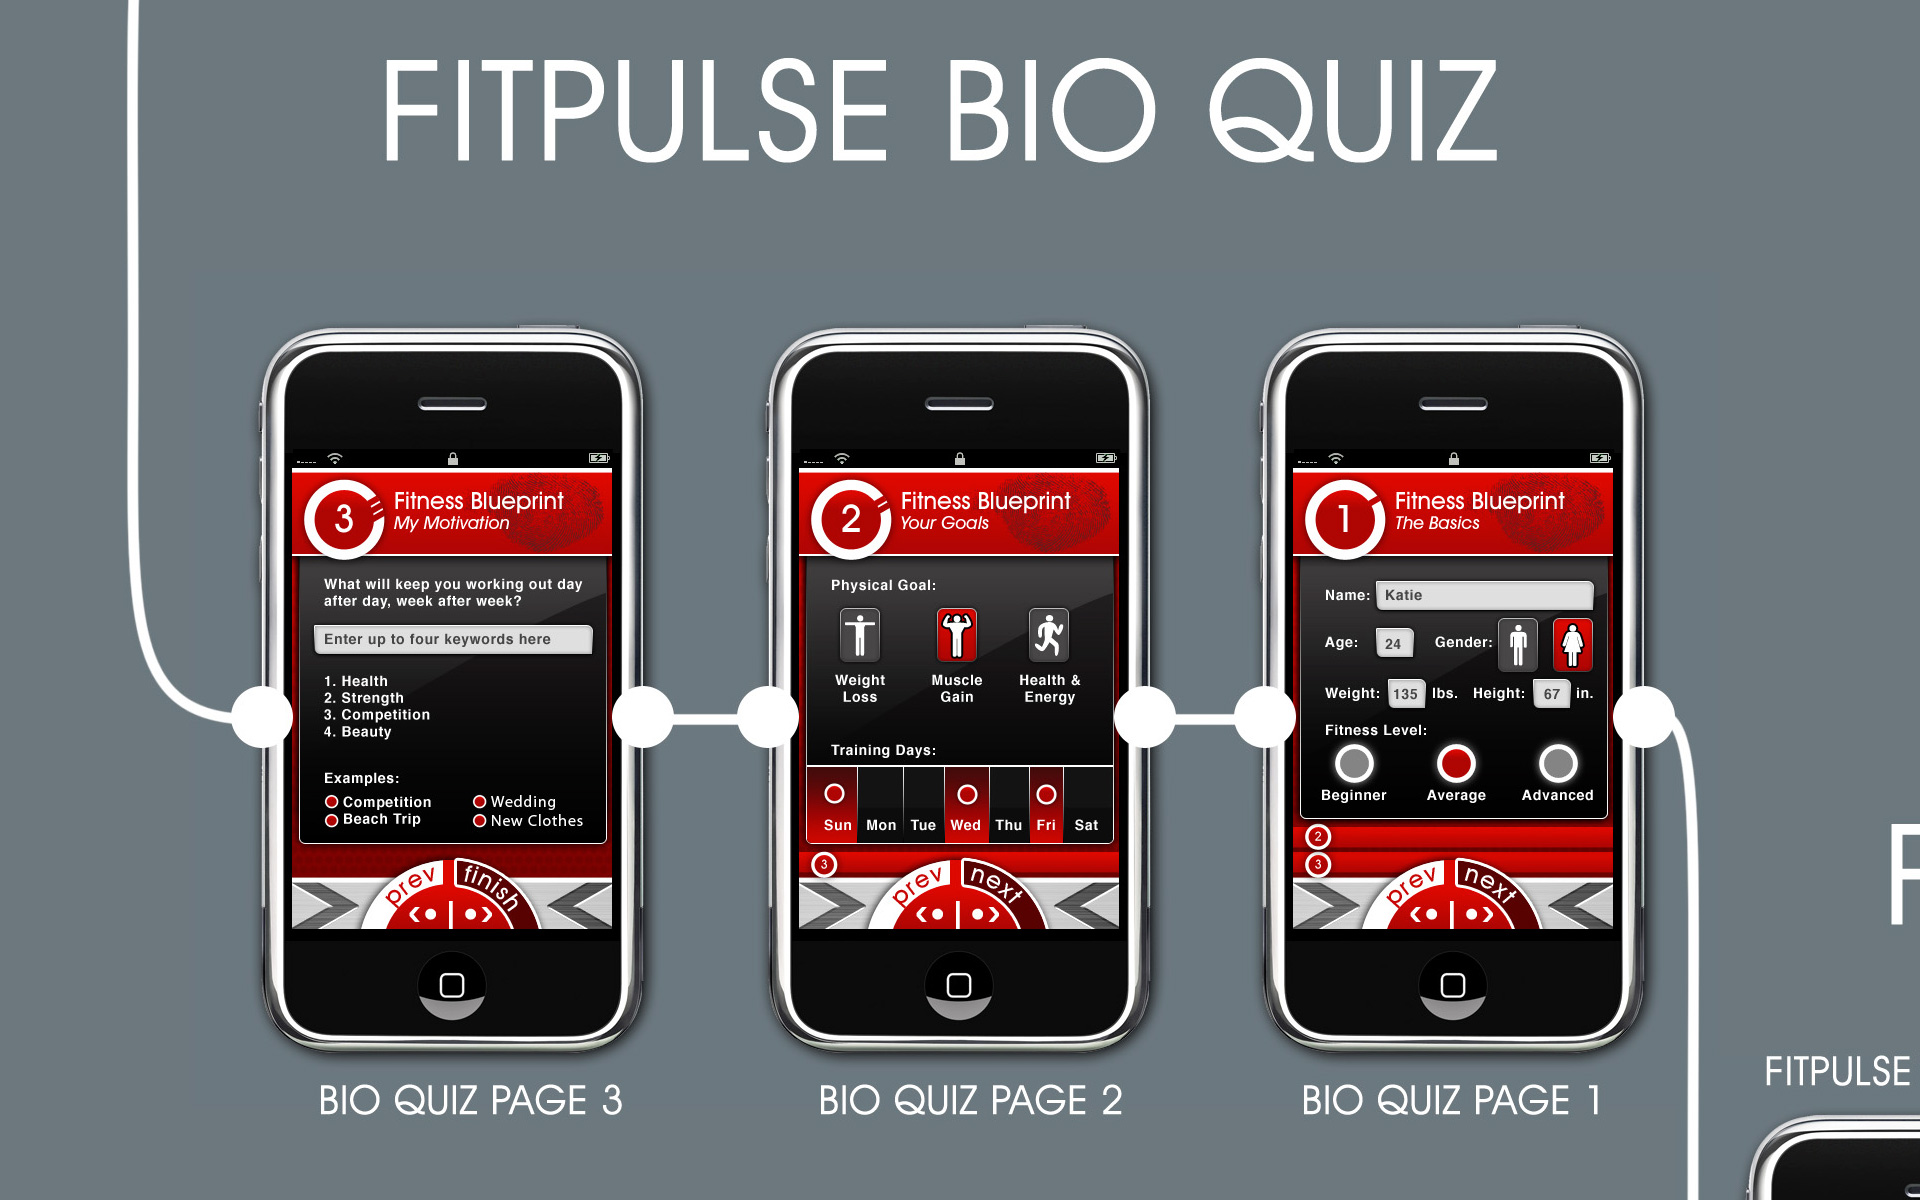 FITPULSE BIO QUIZ
3
Fitness Blueprint
My Motivation
What will keep you working out day
after day, week after week?
Enter up to four keywords here
1. Health
2. Strength
3. Competition
4. Beauty
Examples:
Competition
Wedding
Beach Trip
New Clothes
prev
finish
BIO QUIZ PAGE 3
2
Fitness Blueprint
Your Goals
Physical Goal:
Weight Loss
Muscle Gain
Health & Energy
Training Days:
Sun Mon Tue Wed Thu Fri Sat
3
prev
next
BIO QUIZ PAGE 2
1
Fitness Blueprint
The Basics
Name: Katie
Age: 24 Gender:
Weight: 135 lbs. Height: 67 in.
Fitness Level:
Beginner Average Advanced
2
3
prev
next
BIO QUIZ PAGE 1
F
FITPULSE